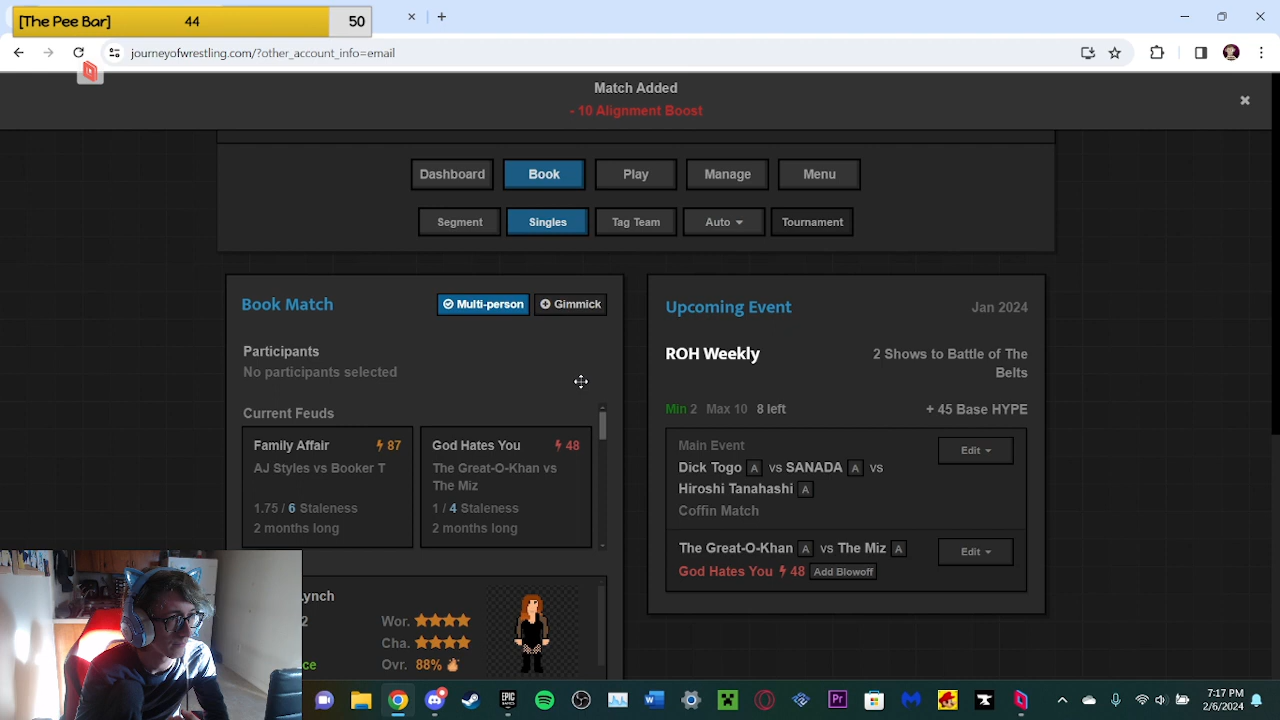 [The Pee Bar] 44 50
journeyofwrestling.com/?other_account_info=email
Match Added
- 10 Alignment Boost
Dashboard Book Play Manage Menu
Segment Singles Tag Team Auto Tournament
Book Match Multi-person Gimmick
Participants
No participants selected
Current Feuds
Family Affair 87
AJ Styles vs Booker T
1.75 / 6 Staleness
2 months long
God Hates You 48
The Great-O-Khan vs
The Miz
1 / 4 Staleness
2 months long
ynch
2
Wor.
Cha.
ce
Ovr. 88%
Upcoming Event Jan 2024
ROH Weekly 2 Shows to Battle of The
Belts
Min 2 Max 10 8 left + 45 Base HYPE
Main Event Edit
Dick Togo A vs SANADA A vs
Hiroshi Tanahashi A
Coffin Match
The Great-O-Khan A vs The Miz A Edit
God Hates You 48 Add Blowoff
EPIC
GAMES
W
Pr
7:17 PM
2/6/2024